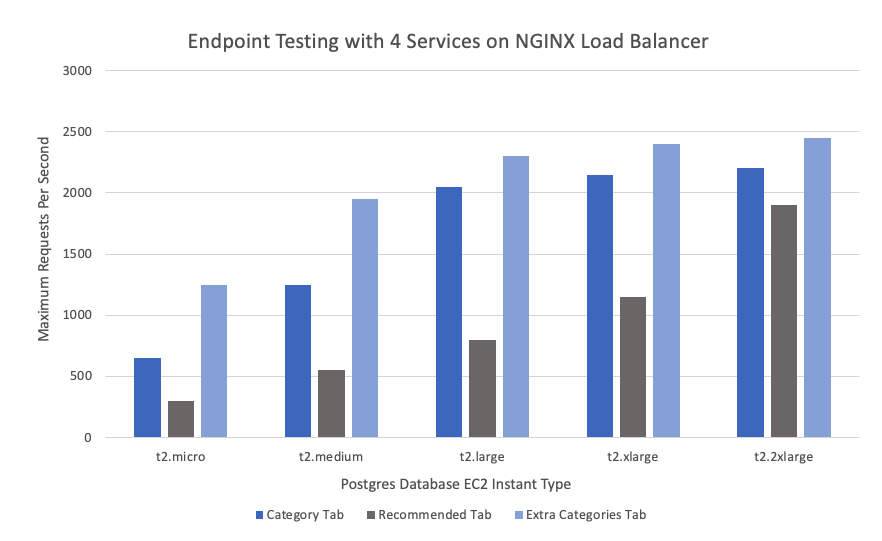 Endpoint Testing with 4 Services on NGINX Load Balancer
3000
2500
2000
1500
1000
500
0
Maximum Requests Per Second
t2.micro t2.medium t2.large t2.xlarge t2.2xlarge
Postgres Database EC2 Instant Type
Category Tab Recommended Tab Extra Categories Tab